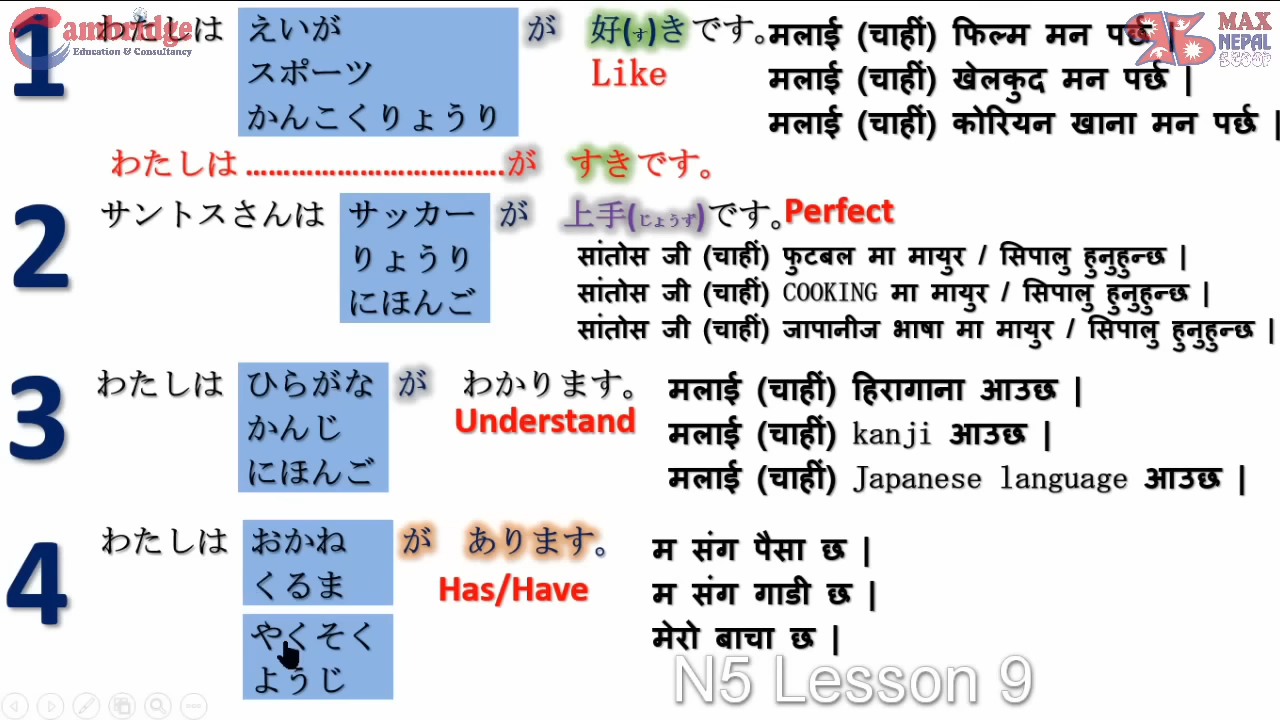 Cambridge
Education & Consultancy
MAX
NEPAL
SCOOP
1 わたしは えいが が 好(す)きです。 मलाई (चाहीं) फिल्म मन पर्छ |
スポーツ Like मलाई (चाहीं) खेलकुद मन पर्छ |
かんこくりょうり मलाई (चाहीं) कोरियन खाना मन पर्छ |
わたしは ……………………………….が すきです。
2 サントスさんは サッカー が 上手(じょうず)です。 Perfect
りょうり सांतोस जी (चाहीं) फुटबल मा मायुर / सिपालु हुनुहुन्छ |
にほんご सांतोस जी (चाहीं) COOKING मा मायुर / सिपालु हुनुहुन्छ |
सांतोस जी (चाहीं) जापानीज भाषा मा मायुर / सिपालु हुनुहुन्छ |
3 わたしは ひらがな が わかります。 मलाई (चाहीं) हिरागाना आउछ |
かんじ Understand मलाई (चाहीं) kanji आउछ |
にほんご मलाई (चाहीं) Japanese language आउछ |
4 わたしは おかね が あります。 म संग पैसा छ |
くるま Has/Have म संग गाडी छ |
やくそく मेरो बाचा छ |
ようじ N5 Lesson 9